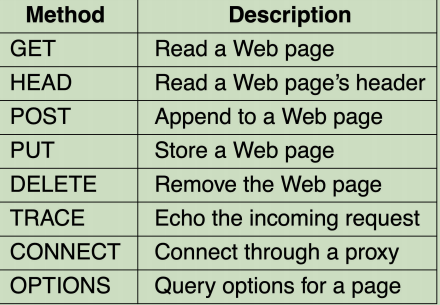 Method Description
GET Read a Web page
HEAD Read a Web page's header
POST Append to a Web page
PUT Store a Web page
DELETE Remove the Web page
TRACE Echo the incoming request
CONNECT Connect through a proxy
OPTIONS Query options for a page